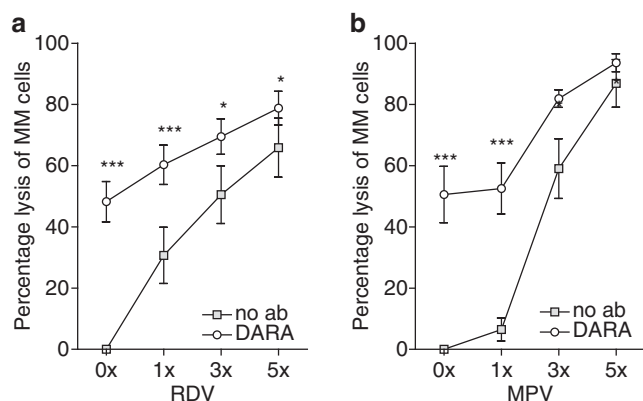 a
Percentage lysis of MM cells
100
80
60
40
20
0
***
***
*
*
no ab
DARA
0x 1x 3x 5x
RDV
b
Percentage lysis of MM cells
100
80
60
40
20
0
***
***
no ab
DARA
0x 1x 3x 5x
MPV